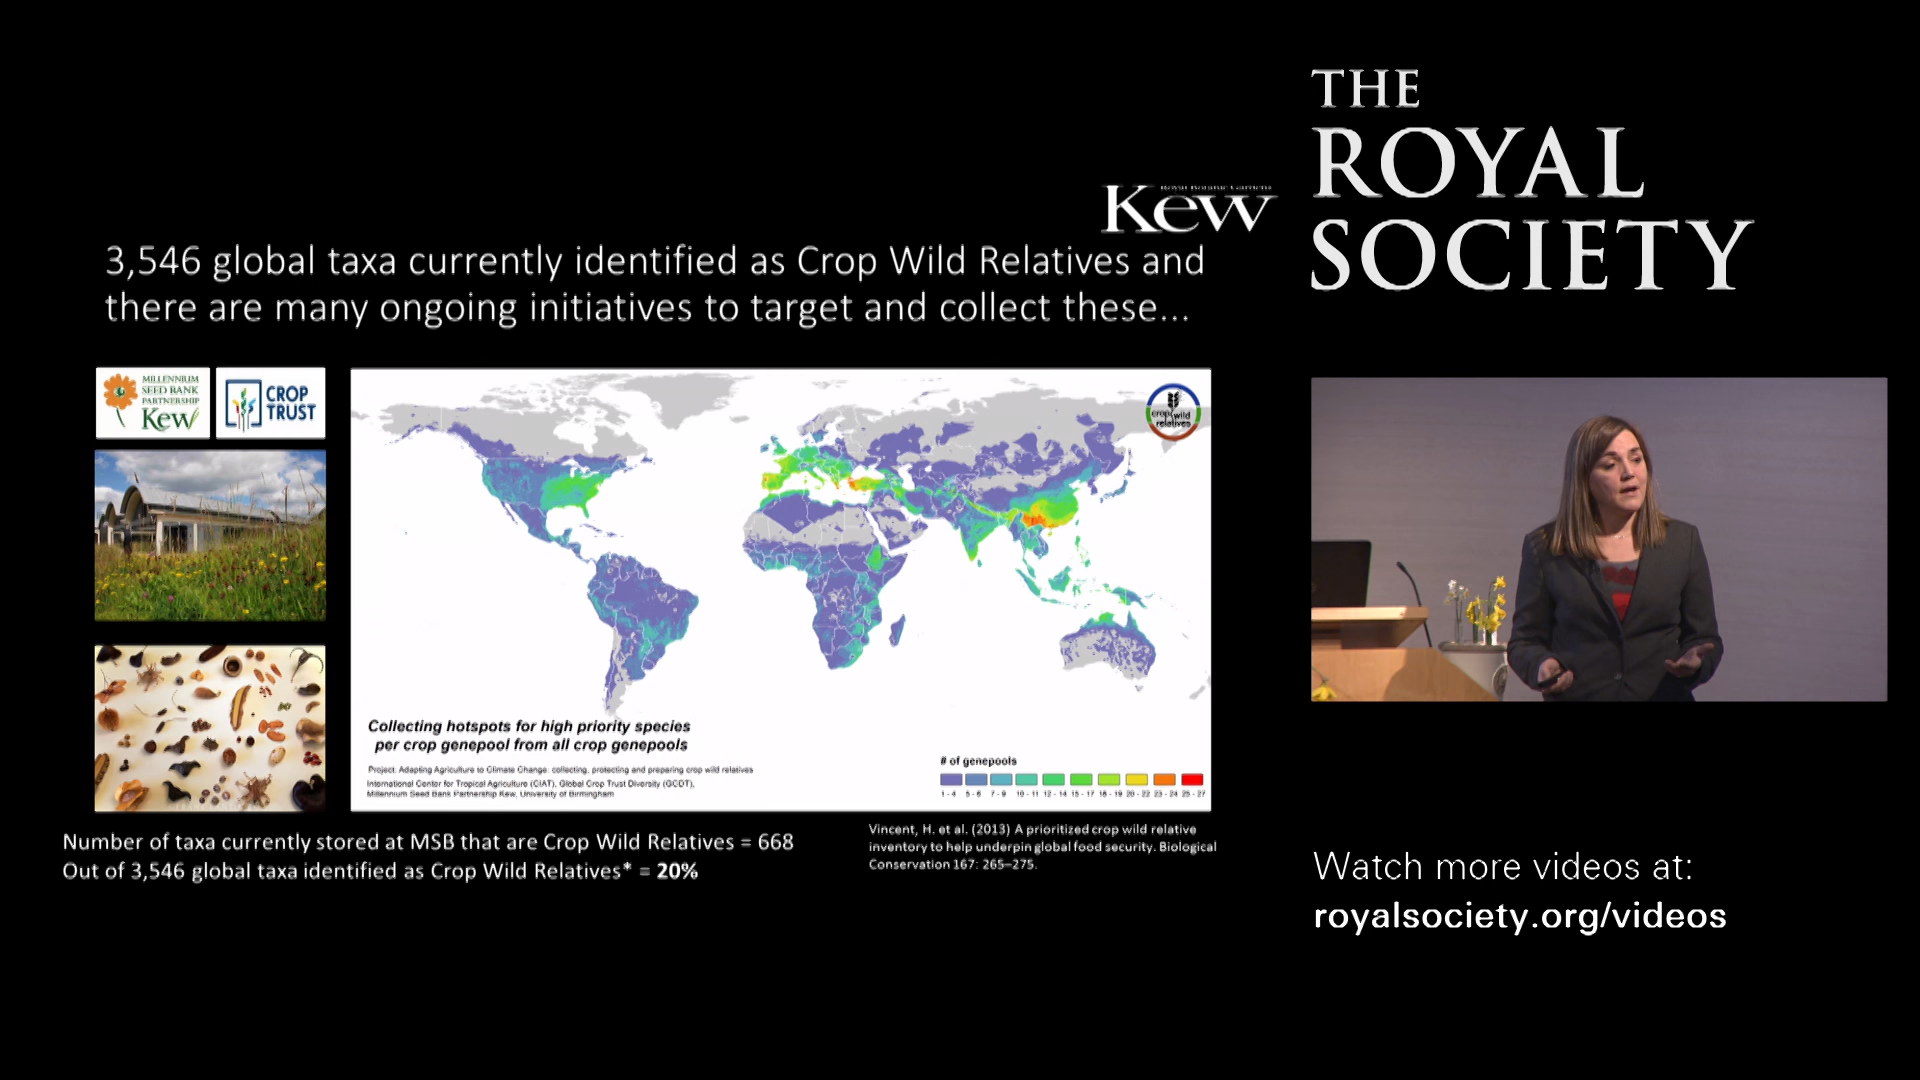 THE
ROYAL
SOCIETY
Royal Botanic Gardens
Kew
3,546 global taxa currently identified as Crop Wild Relatives and
there are many ongoing initiatives to target and collect these...
MILLENNIUM
SEED BANK
PARTNERSHIP
Kew
CROP
TRUST
crop wild
relatives
Collecting hotspots for high priority species
per crop genepool from all crop genepools
Project: Adapting Agriculture to Climate Change: collecting, protecting and preparing crop wild relatives
International Center for Tropical Agriculture (CIAT), Global Crop Trust Diversity (GCDT),
Millennium Seed Bank Partnership Kew, University of Birmingham
# of genepools
1 - 4 5 - 6 7 - 9 10 - 11 12 - 14 15 - 17 18 - 19 20 - 22 23 - 24 25 - 27
Number of taxa currently stored at MSB that are Crop Wild Relatives = 668
Out of 3,546 global taxa identified as Crop Wild Relatives* = 20%
Vincent, H. et al. (2013) A prioritized crop wild relative
inventory to help underpin global food security. Biological
Conservation 167: 265–275.
Watch more videos at:
royalsociety.org/videos